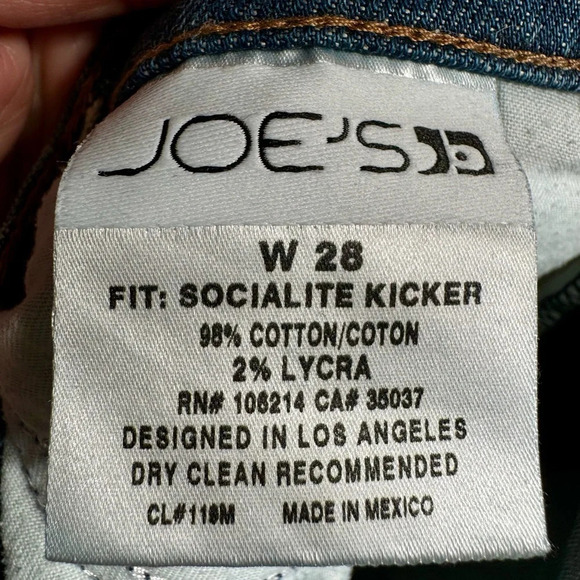 JOE'S
W 28
FIT: SOCIALITE KICKER
98% COTTON/COTON
2% LYCRA
RN# 106214 CA# 35037
DESIGNED IN LOS ANGELES
DRY CLEAN RECOMMENDED
CL#119M MADE IN MEXICO